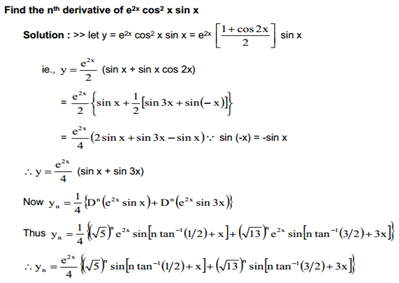 Find the nth derivative of e2x cos² x sin x
Solution : >> let y = e2x cos² x sin x = e2x [(1 + cos 2x)/2] sin x
ie., y = e^{2x}/2 (sin x + sin x cos 2x)
= e^{2x}/2 {sin x + 1/2 [sin 3x + sin(− x)]}
= e^{2x}/4 (2 sin x + sin 3x − sin x) ∵ sin (-x) = -sin x
∴ y = e^{2x}/4 (sin x + sin 3x)
Now y_n = 1/4 {D^n(e^{2x} sin x) + D^n(e^{2x} sin 3x)}
Thus y_n = 1/4 {(√5)^n e^{2x} sin[n tan^{-1}(1/2) + x] + (√13)^n e^{2x} sin[n tan^{-1}(3/2) + 3x]}
∴ y_n = e^{2x}/4 {(√5)^n sin[n tan^{-1}(1/2) + x] + (√13)^n sin[n tan^{-1}(3/2) + 3x]}